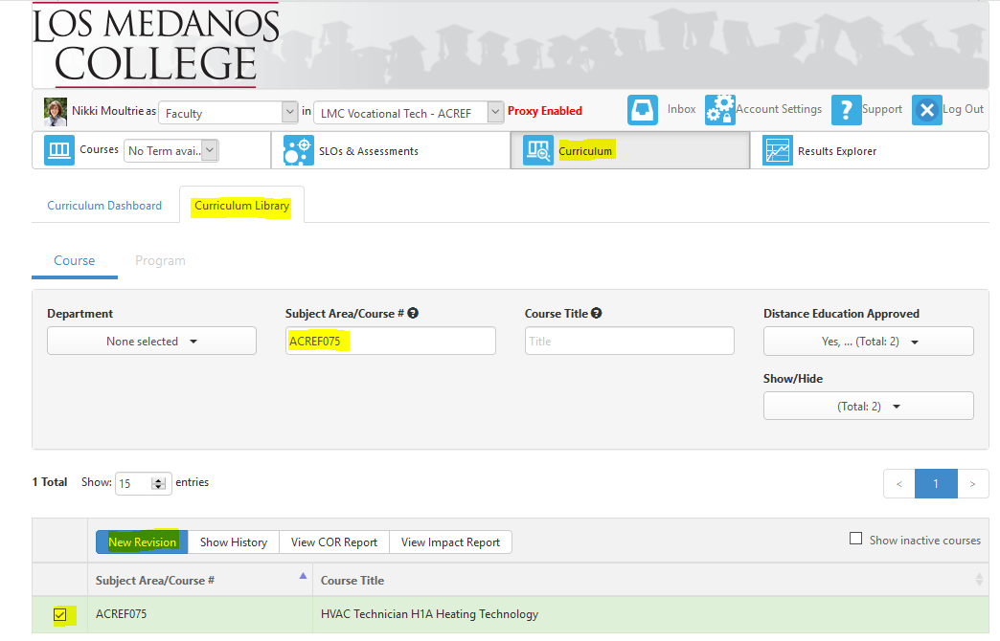 LOS MEDANOS
COLLEGE
Nikki Moultrie as Faculty in LMC Vocational Tech - ACREF Proxy Enabled Inbox Account Settings ? Support Log Out
Courses No Term avai.. SLOs & Assessments Curriculum Results Explorer
Curriculum Dashboard Curriculum Library
Course Program
Department Subject Area/Course # ? Course Title ? Distance Education Approved
None selected ACREF075 Title Yes, ... (Total: 2)
Show/Hide
(Total: 2)
1 Total Show: 15 entries < 1 >
New Revision Show History View COR Report View Impact Report Show inactive courses
Subject Area/Course # Course Title
ACREF075 HVAC Technician H1A Heating Technology